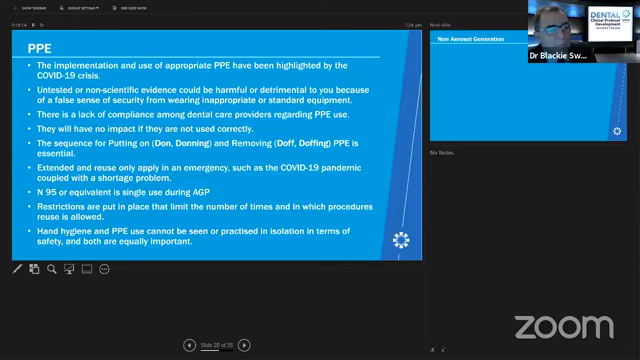 SHOW TASKBAR
DISPLAY SETTINGS
END SLIDE SHOW
Next slide
PPE
• The implementation and use of appropriate PPE have been highlighted by the
COVID-19 crisis.
• Untested or non-scientific evidence could be harmful or detrimental to you because
of a false sense of security from wearing inappropriate or standard equipment.
• There is a lack of compliance among dental care providers regarding PPE use.
• They will have no impact if they are not used correctly.
• The sequence for Putting on (Don, Donning) and Removing (Doff, Doffing) PPE is
essential.
• Extended and reuse only apply in an emergency, such as the COVID-19 pandemic
coupled with a shortage problem.
• N 95 or equivalent is single use during AGP
• Restrictions are put in place that limit the number of times and in which procedures
reuse is allowed.
• Hand hygiene and PPE use cannot be seen or practised in isolation in terms of
safety, and both are equally important.
Non Aerosol Generation
No Notes.
DENTAL
Clinical Protocol
Development
Dr Blackie Sw...
Slide 20 of 35
zoom